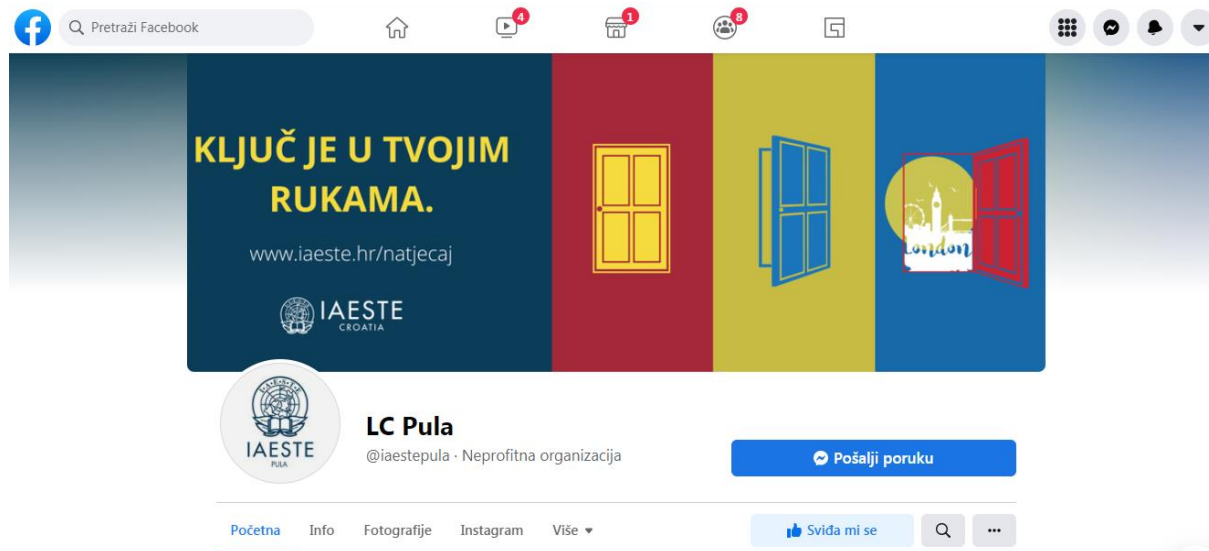 Pretraži Facebook
4
1
8
KLJUČ JE U TVOJIM
RUKAMA.
www.iaeste.hr/natjecaj
IAESTE
CROATIA
London
I.A.E.S.T.E
IAESTE
PULA
LC Pula
@iaestepula · Neprofitna organizacija
Pošalji poruku
Početna Info Fotografije Instagram Više
Sviđa mi se